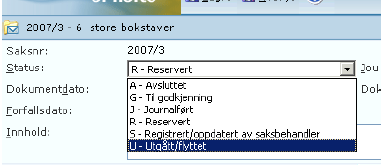 2007/3 - 6 store bokstaver
Saksnr: 2007/3
Status: R - Reservert
Jou
A - Avsluttet
Dokumentdato: G - Til godkjenning
Dok
J - Journalført
Forfallsdato: R - Reservert
S - Registrert/oppdatert av saksbehandler
Innhold: U - Utgått/flyttet